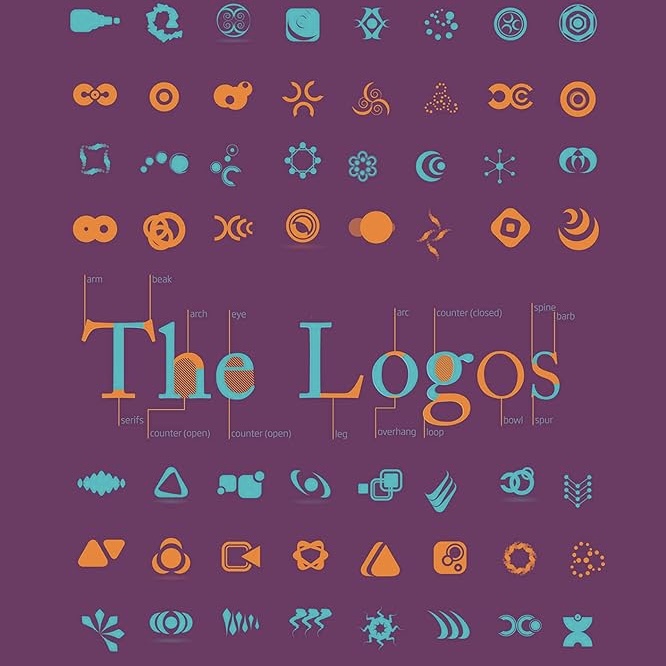 arm beak
arch eye arc counter (closed) spine barb
The Logos
serifs counter (open) counter (open) leg overhang loop bowl spur